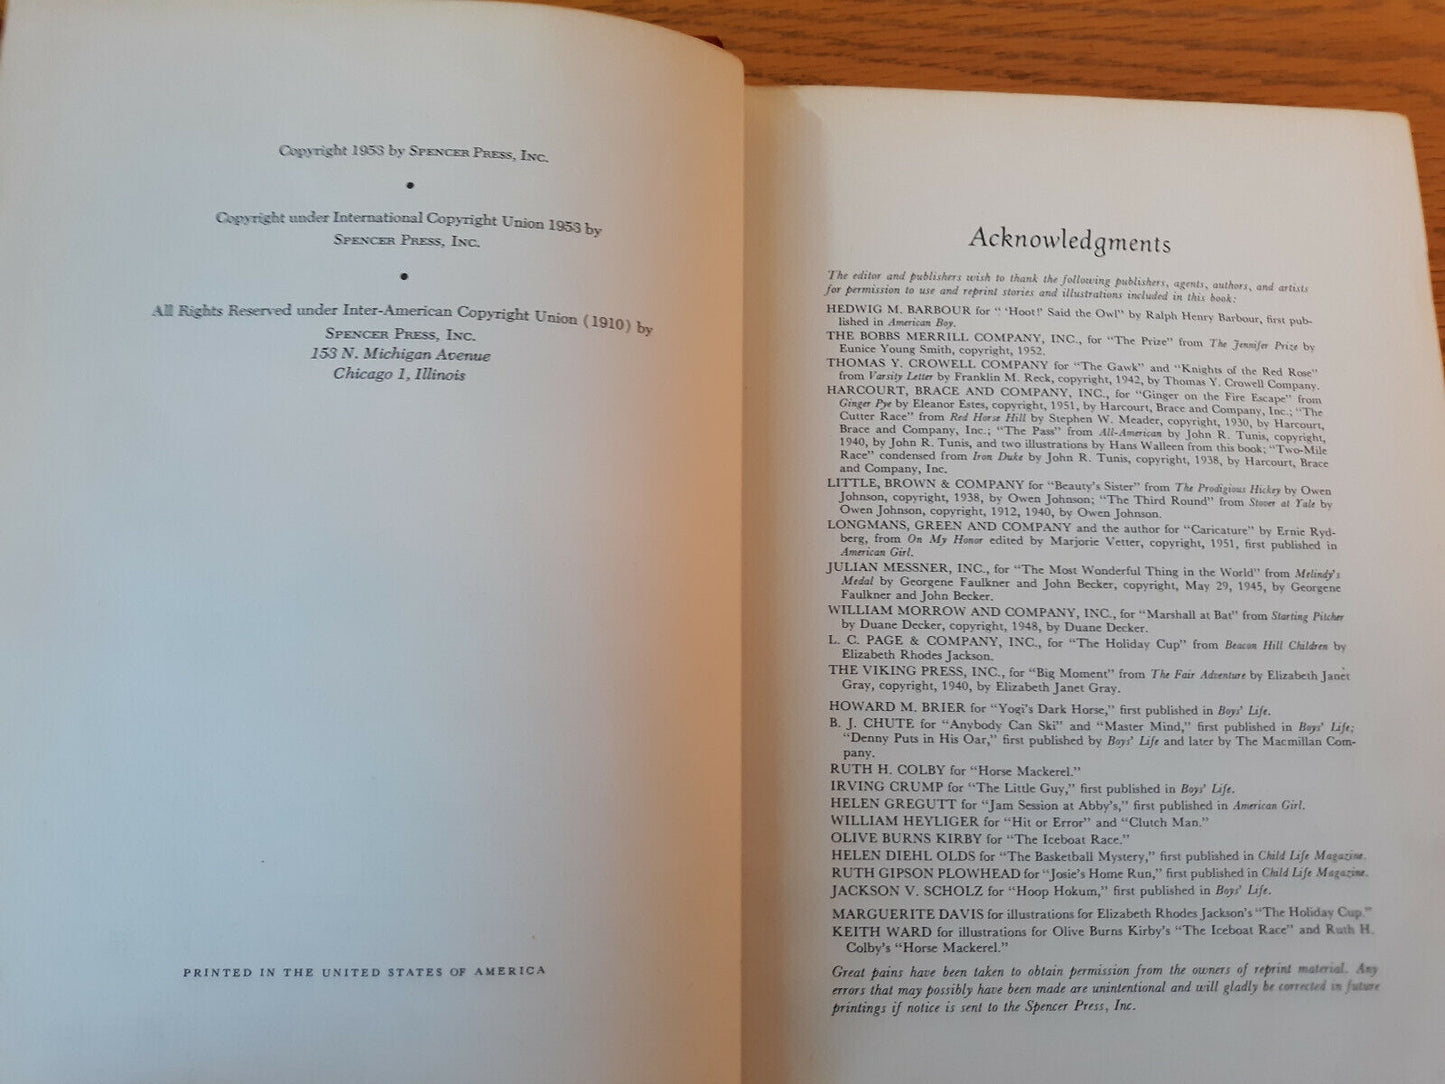 Copyright 1953 by SPENCER PRESS, INC.
•
Copyright under International Copyright Union 1953 by
SPENCER PRESS, INC.
•
All Rights Reserved under Inter-American Copyright Union (1910) by
SPENCER PRESS, INC.
153 N. Michigan Avenue
Chicago 1, Illinois
PRINTED IN THE UNITED STATES OF AMERICA
Acknowledgments
The editor and publishers wish to thank the following publishers, agents, authors, and artists
for permission to use and reprint stories and illustrations included in this book:
HEDWIG M. BARBOUR for “ ‘Hoot!’ Said the Owl” by Ralph Henry Barbour, first pub-
lished in American Boy.
THE BOBBS MERRILL COMPANY, INC., for “The Prize” from The Jennifer Prize by
Eunice Young Smith, copyright, 1952.
THOMAS Y. CROWELL COMPANY for “The Gawk” and “Knights of the Red Rose”
from Varsity Letter by Franklin M. Reck, copyright, 1942, by Thomas Y. Crowell Company.
HARCOURT, BRACE AND COMPANY, INC., for “Ginger on the Fire Escape” from
Ginger Pye by Eleanor Estes, copyright, 1951, by Harcourt, Brace and Company, Inc.; “The
Cutter Race” from Red Horse Hill by Stephen W. Meader, copyright, 1930, by Harcourt,
Brace and Company, Inc.; “The Pass” from All-American by John R. Tunis, copyright,
1940, by John R. Tunis, and two illustrations by Hans Walleen from this book; “Two-Mile
Race” condensed from Iron Duke by John R. Tunis, copyright, 1938, by Harcourt, Brace
and Company, Inc.
LITTLE, BROWN & COMPANY for “Beauty’s Sister” from The Prodigious Hickey by Owen
Johnson, copyright, 1938, by Owen Johnson; “The Third Round” from Stover at Yale by
Owen Johnson, copyright, 1912, 1940, by Owen Johnson.
LONGMANS, GREEN AND COMPANY and the author for “Caricature” by Ernie Ryd-
berg, from On My Honor edited by Marjorie Vetter, copyright, 1951, first published in
American Girl.
JULIAN MESSNER, INC., for “The Most Wonderful Thing in the World” from Melindy’s
Medal by Georgene Faulkner and John Becker, copyright, May 29, 1945, by Georgene
Faulkner and John Becker.
WILLIAM MORROW AND COMPANY, INC., for “Marshall at Bat” from Starting Pitcher
by Duane Decker, copyright, 1948, by Duane Decker.
L. C. PAGE & COMPANY, INC., for “The Holiday Cup” from Beacon Hill Children by
Elizabeth Rhodes Jackson.
THE VIKING PRESS, INC., for “Big Moment” from The Fair Adventure by Elizabeth Janet
Gray, copyright, 1940, by Elizabeth Janet Gray.
HOWARD M. BRIER for “Yogi’s Dark Horse,” first published in Boys’ Life.
B. J. CHUTE for “Anybody Can Ski” and “Master Mind,” first published in Boys’ Life;
“Denny Puts in His Oar,” first published by Boys’ Life and later by The Macmillan Com-
pany.
RUTH H. COLBY for “Horse Mackerel.”
IRVING CRUMP for “The Little Guy,” first published in Boys’ Life.
HELEN GREGUTT for “Jam Session at Abby’s,” first published in American Girl.
WILLIAM HEYLIGER for “Hit or Error” and “Clutch Man.”
OLIVE BURNS KIRBY for “The Iceboat Race.”
HELEN DIEHL OLDS for “The Basketball Mystery,” first published in Child Life Magazine.
RUTH GIPSON PLOWHEAD for “Josie’s Home Run,” first published in Child Life Magazine.
JACKSON V. SCHOLZ for “Hoop Hokum,” first published in Boys’ Life.
MARGUERITE DAVIS for illustrations for Elizabeth Rhodes Jackson’s “The Holiday Cup.”
KEITH WARD for illustrations for Olive Burns Kirby’s “The Iceboat Race” and Ruth H.
Colby’s “Horse Mackerel.”
Great pains have been taken to obtain permission from the owners of reprint material. Any
errors that may possibly have been made are unintentional and will gladly be corrected in future
printings if notice is sent to the Spencer Press, Inc.